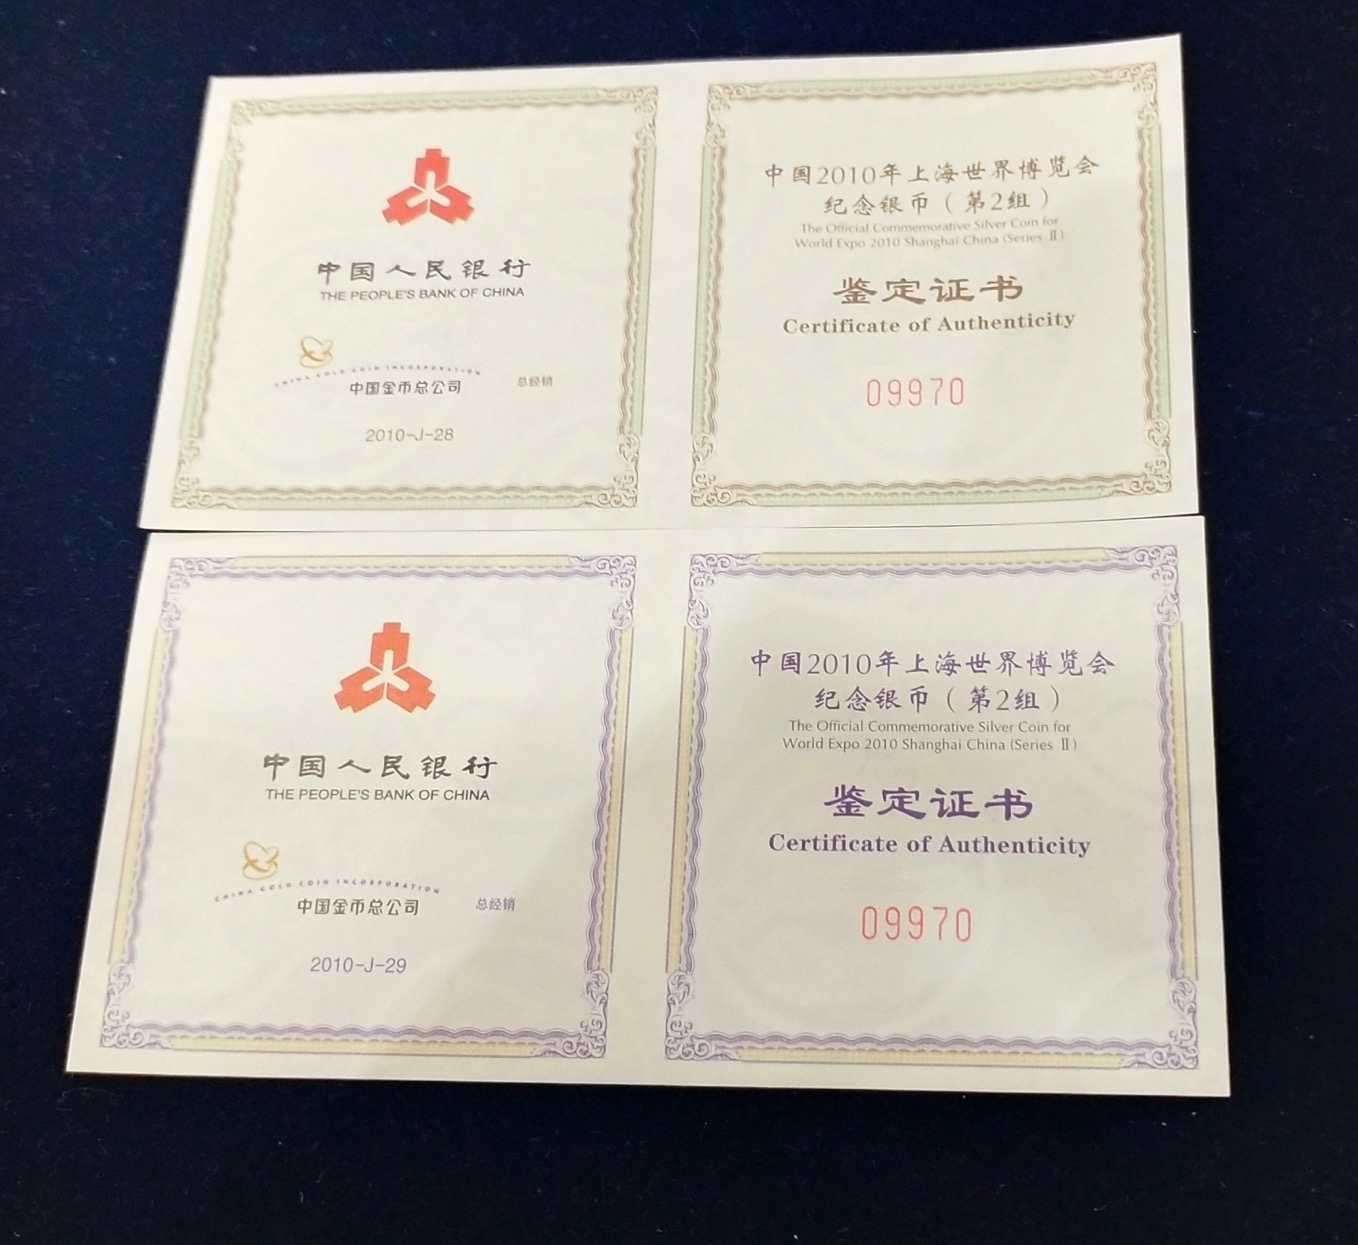 中国人民银行
THE PEOPLE'S BANK OF CHINA
CHINA GOLD COIN INCORPORATION
中国金币总公司 总经销
2010-J-28
中国2010年上海世界博览会
纪念银币（第2组）
The Official Commemorative Silver Coin for
World Expo 2010 Shanghai China (Series Ⅱ)
鉴定证书
Certificate of Authenticity
09970
中国人民银行
THE PEOPLE'S BANK OF CHINA
CHINA GOLD COIN INCORPORATION
中国金币总公司 总经销
2010-J-29
中国2010年上海世界博览会
纪念银币（第2组）
The Official Commemorative Silver Coin for
World Expo 2010 Shanghai China (Series Ⅱ)
鉴定证书
Certificate of Authenticity
09970